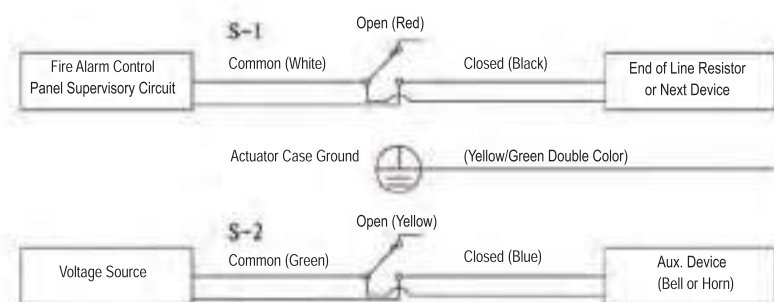 S-1
Open (Red)
Fire Alarm Control
Panel Supervisory Circuit
Common (White)
Closed (Black)
End of Line Resistor
or Next Device
Actuator Case Ground
(Yellow/Green Double Color)
S-2
Open (Yellow)
Voltage Source
Common (Green)
Closed (Blue)
Aux. Device
(Bell or Horn)